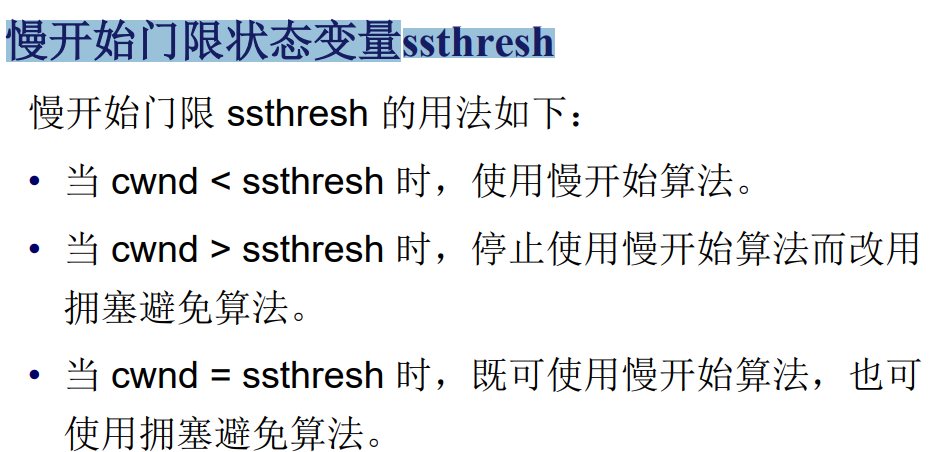 慢开始门限状态变量ssthresh
慢开始门限 ssthresh 的用法如下：
• 当 cwnd < ssthresh 时，使用慢开始算法。
• 当 cwnd > ssthresh 时，停止使用慢开始算法而改用
拥塞避免算法。
• 当 cwnd = ssthresh 时，既可使用慢开始算法，也可
使用拥塞避免算法。